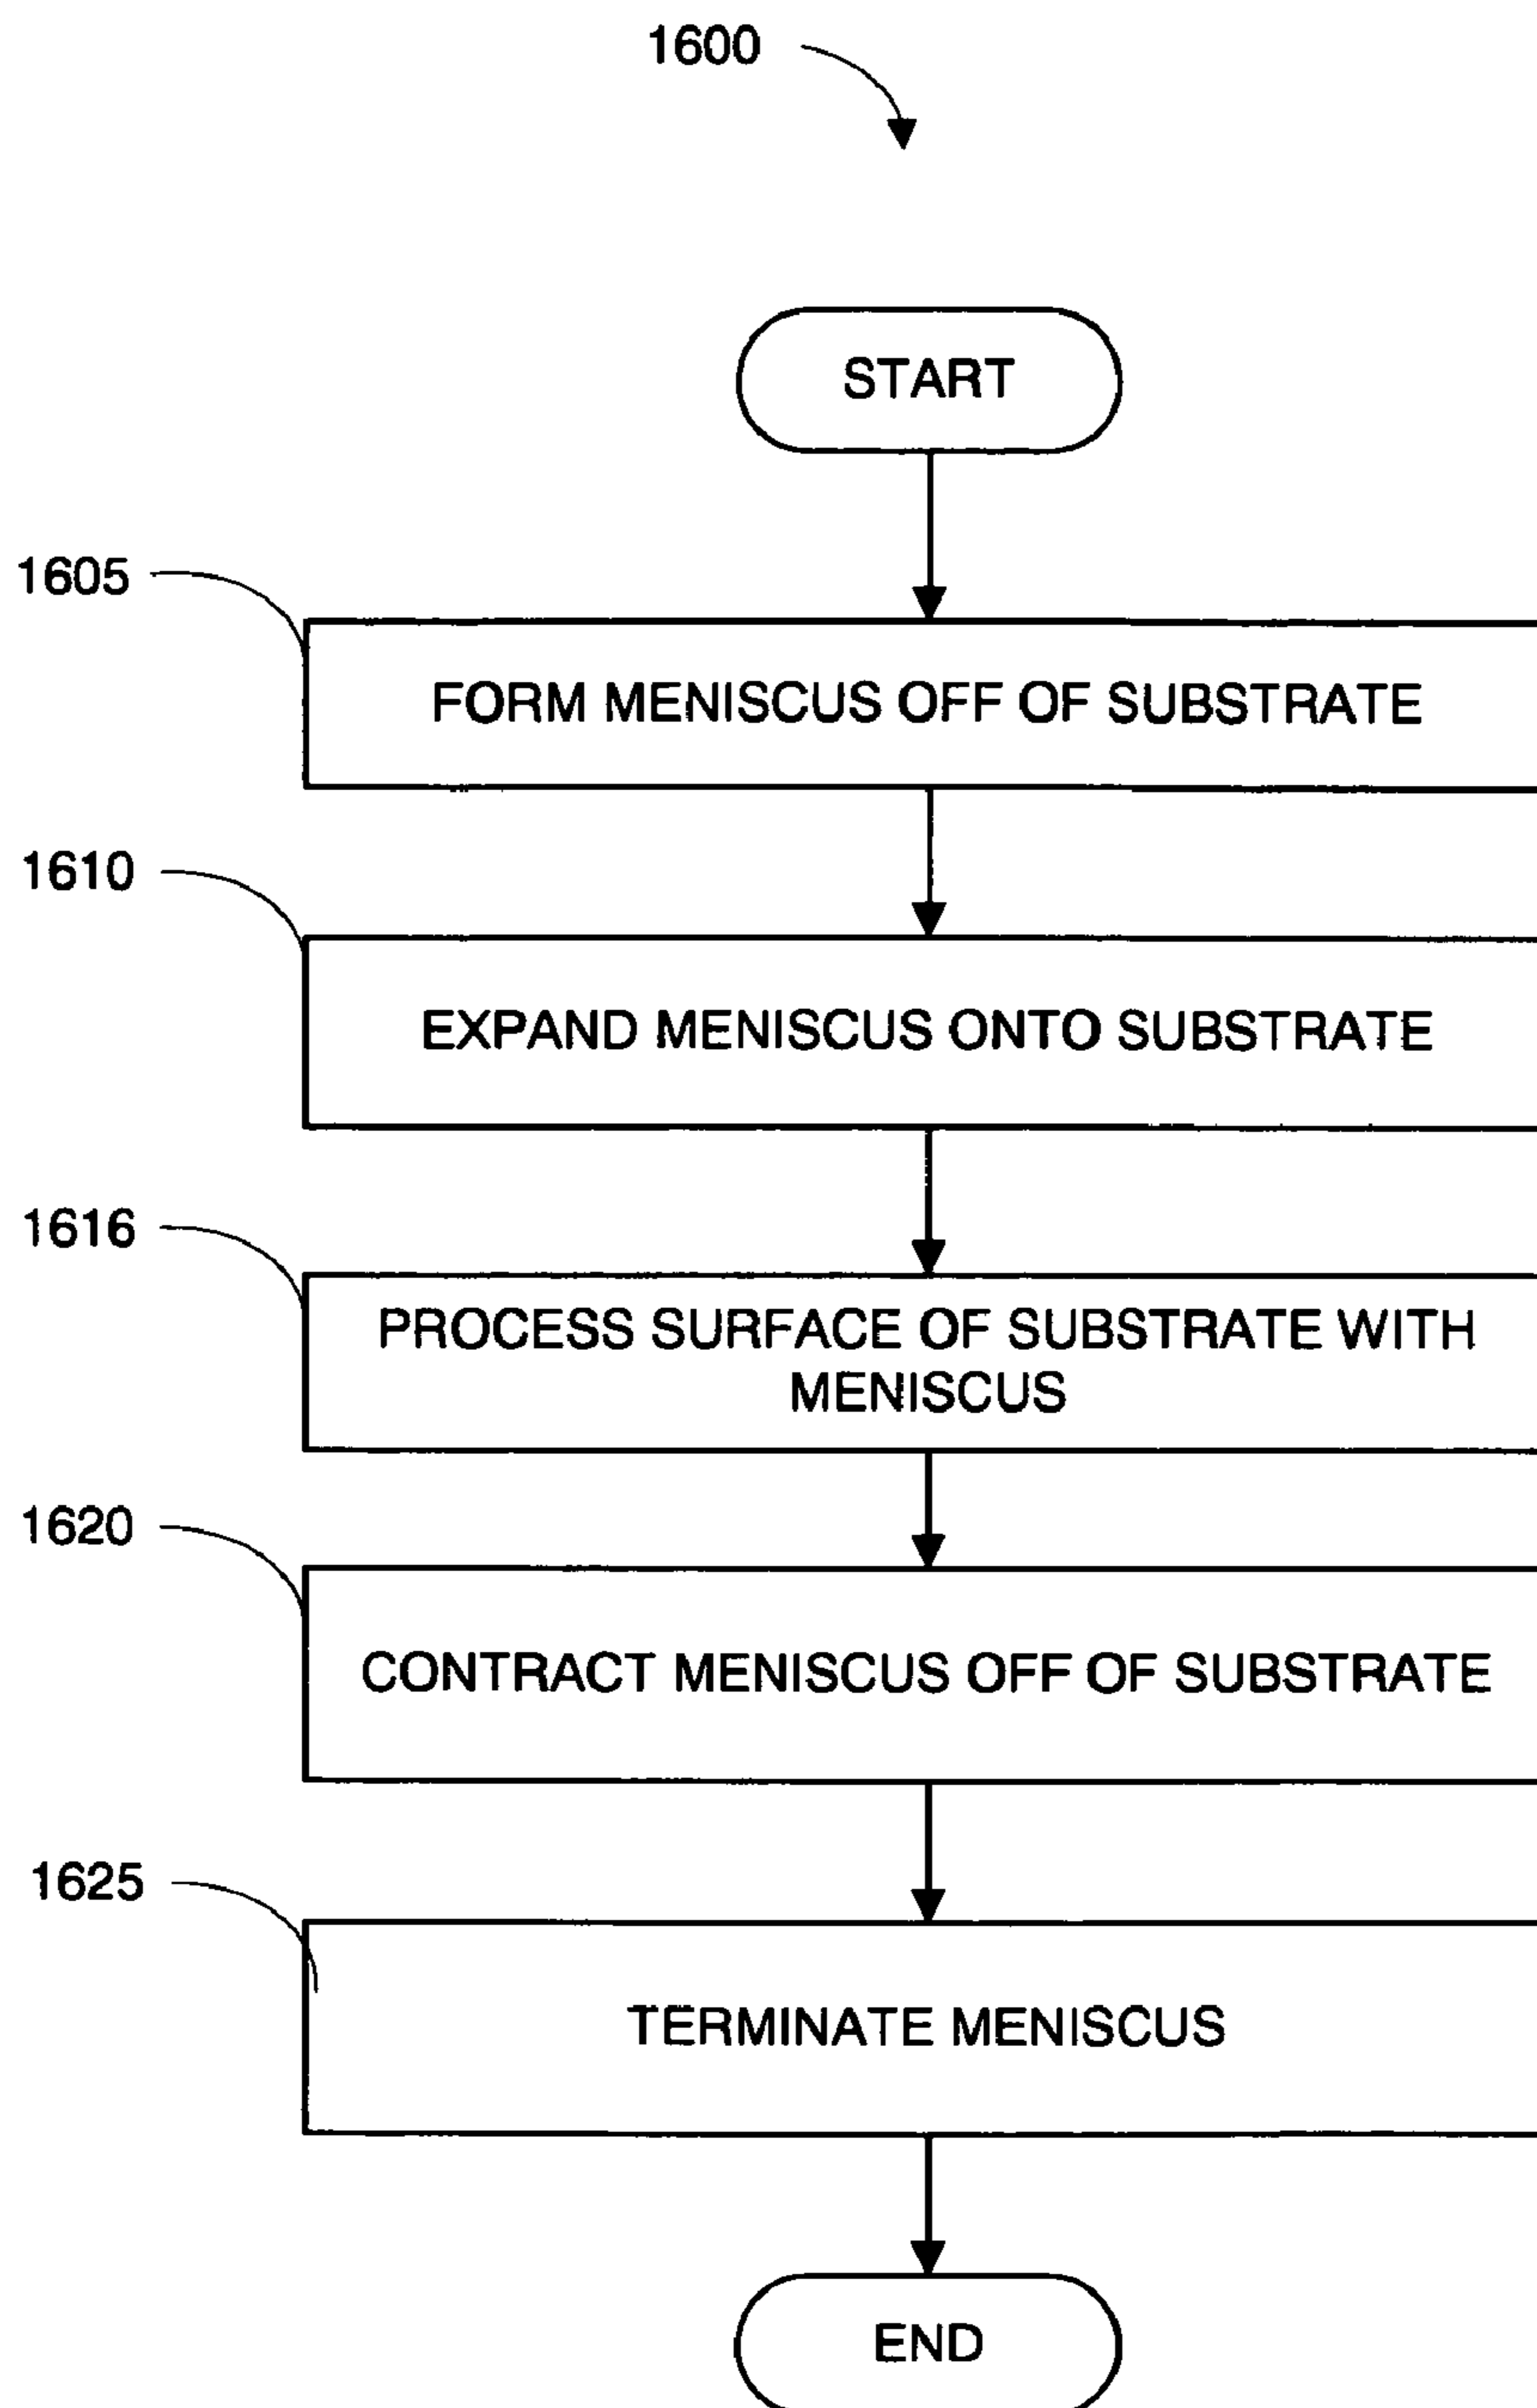 1600
START
1605
FORM MENISCUS OFF OF SUBSTRATE
1610
EXPAND MENISCUS ONTO SUBSTRATE
1616
PROCESS SURFACE OF SUBSTRATE WITH
MENISCUS
1620
CONTRACT MENISCUS OFF OF SUBSTRATE
1625
TERMINATE MENISCUS
END